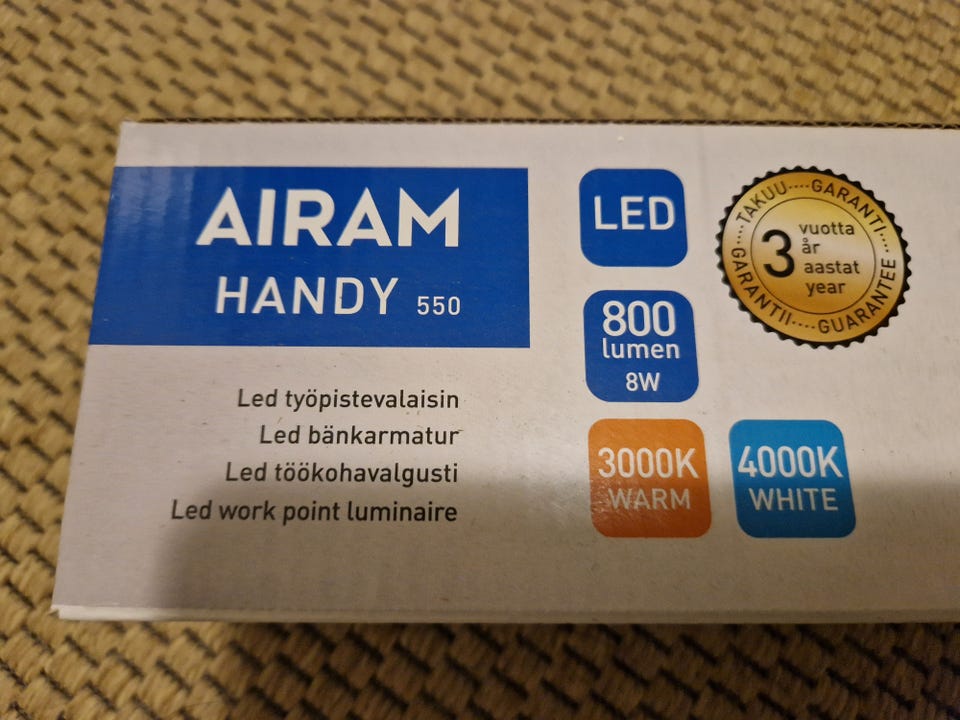 AIRAM
HANDY 550
Led työpistevalaisin
Led bänkarmatur
Led töökohavalgusti
Led work point luminaire
LED
800
lumen
8W
3000K
WARM
4000K
WHITE
TAKUU····GARANTI····GUARANTEE····GARANTII····
3
vuotta
år
aastat
year